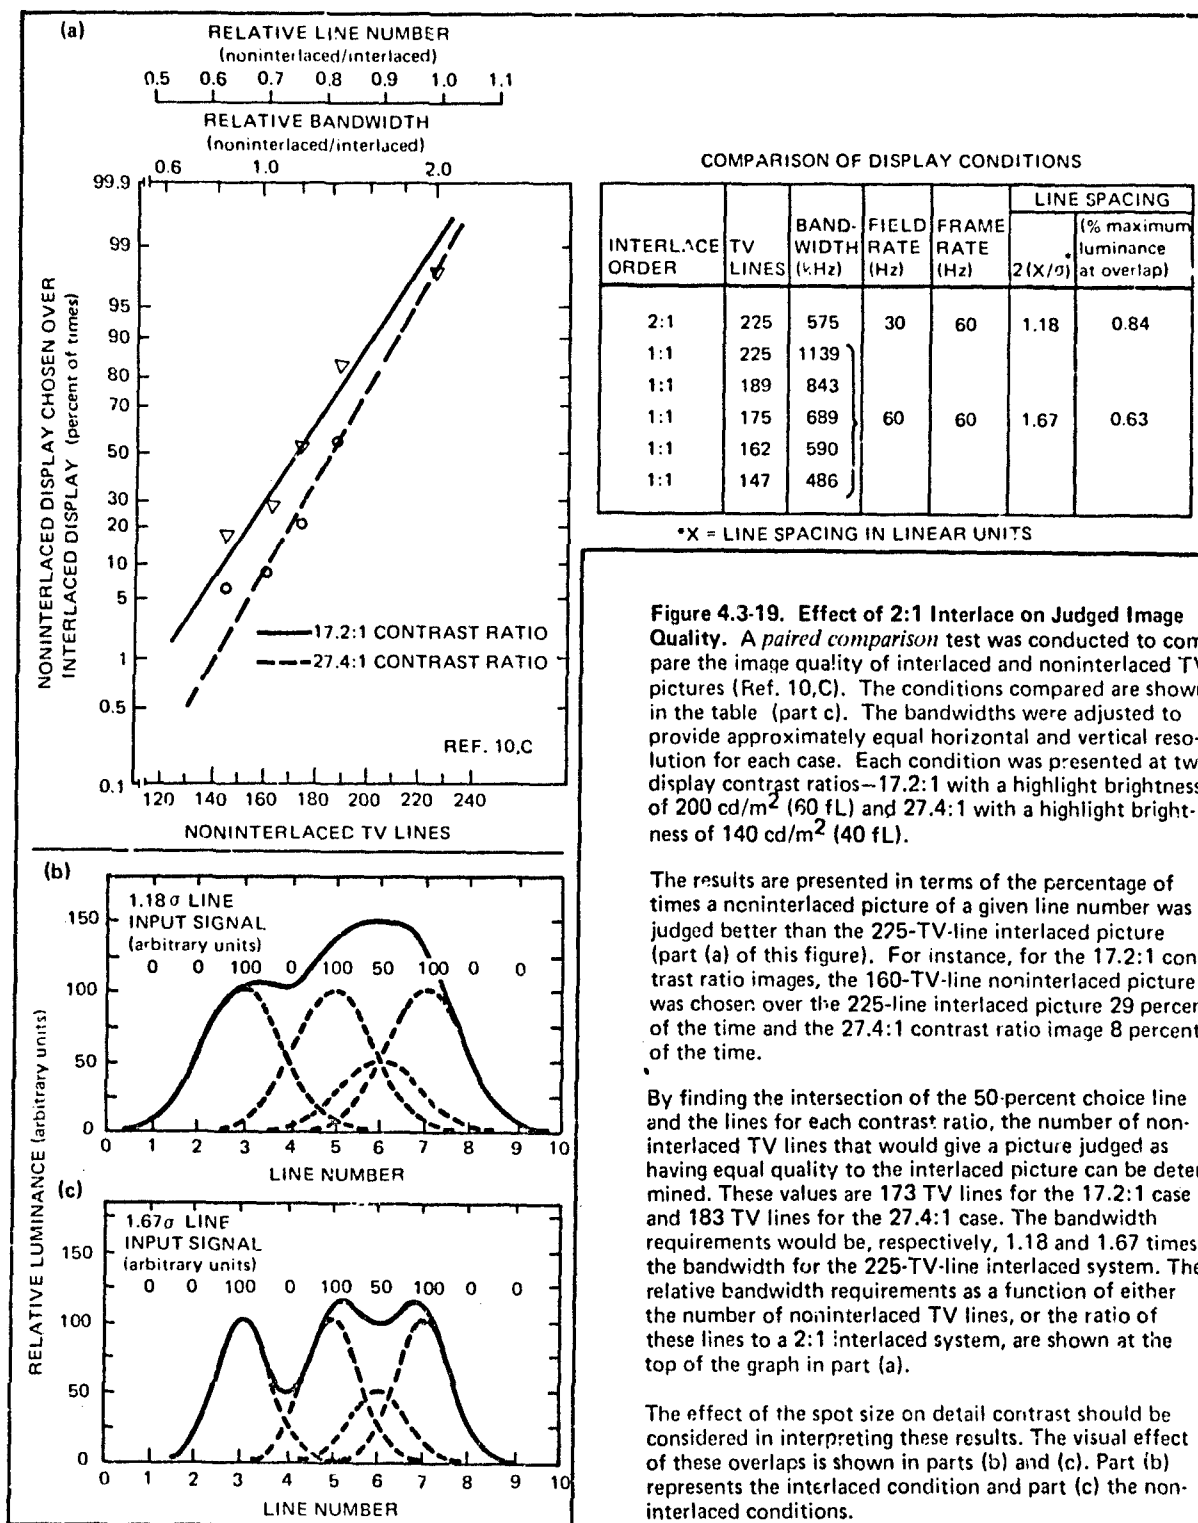 (a)
RELATIVE LINE NUMBER
(noninterlaced/interlaced)
0.5 0.6 0.7 0.8 0.9 1.0 1.1
RELATIVE BANDWIDTH
(noninterlaced/interlaced)
0.6 1.0 2.0
NONINTERLACED DISPLAY CHOSEN OVER
INTERLACED DISPLAY (percent of times)
99.9
99
95
90
80
70
50
30
20
10
5
1
0.5
0.1
17.2:1 CONTRAST RATIO
27.4:1 CONTRAST RATIO
REF. 10,C
120 140 160 180 200 220 240
NONINTERLACED TV LINES
COMPARISON OF DISPLAY CONDITIONS
LINE SPACING
INTERLACE ORDER TV LINES BAND-WIDTH (kHz) FIELD RATE (Hz) FRAME RATE (Hz) 2(X/σ)* (% maximum luminance at overlap)
2:1 225 575 30 60 1.18 0.84
1:1 225 1139
1:1 189 843
1:1 175 689 60 60 1.67 0.63
1:1 162 590
1:1 147 486
*X = LINE SPACING IN LINEAR UNITS
RELATIVE LUMINANCE (arbitrary units)
(b)
1.18σ LINE
INPUT SIGNAL
(arbitrary units)
0 0 100 0 100 50 100 0 0
150
100
50
0
0 1 2 3 4 5 6 7 8 9 10
LINE NUMBER
(c)
1.67σ LINE
INPUT SIGNAL
(arbitrary units)
0 0 100 0 100 50 100 0 0
150
100
50
0
0 1 2 3 4 5 6 7 8 9 10
LINE NUMBER
Figure 4.3-19. Effect of 2:1 Interlace on Judged Image
Quality. A paired comparison test was conducted to com
pare the image quality of interlaced and noninterlaced TV
pictures (Ref. 10,C). The conditions compared are shown
in the table (part c). The bandwidths were adjusted to
provide approximately equal horizontal and vertical reso-
lution for each case. Each condition was presented at tw
display contrast ratios—17.2:1 with a highlight brightness
of 200 cd/m² (60 fL) and 27.4:1 with a highlight bright-
ness of 140 cd/m² (40 fL).
The results are presented in terms of the percentage of
times a noninterlaced picture of a given line number was
judged better than the 225-TV-line interlaced picture
(part (a) of this figure). For instance, for the 17.2:1 con
trast ratio images, the 160-TV-line noninterlaced picture
was chosen over the 225-line interlaced picture 29 percen
of the time and the 27.4:1 contrast ratio image 8 percent
of the time.
By finding the intersection of the 50-percent choice line
and the lines for each contrast ratio, the number of non-
interlaced TV lines that would give a picture judged as
having equal quality to the interlaced picture can be deter
mined. These values are 173 TV lines for the 17.2:1 case
and 183 TV lines for the 27.4:1 case. The bandwidth
requirements would be, respectively, 1.18 and 1.67 times
the bandwidth for the 225-TV-line interlaced system. The
relative bandwidth requirements as a function of either
the number of noninterlaced TV lines, or the ratio of
these lines to a 2:1 interlaced system, are shown at the
top of the graph in part (a).
The effect of the spot size on detail contrast should be
considered in interpreting these results. The visual effect
of these overlaps is shown in parts (b) and (c). Part (b)
represents the interlaced condition and part (c) the non-
interlaced conditions.